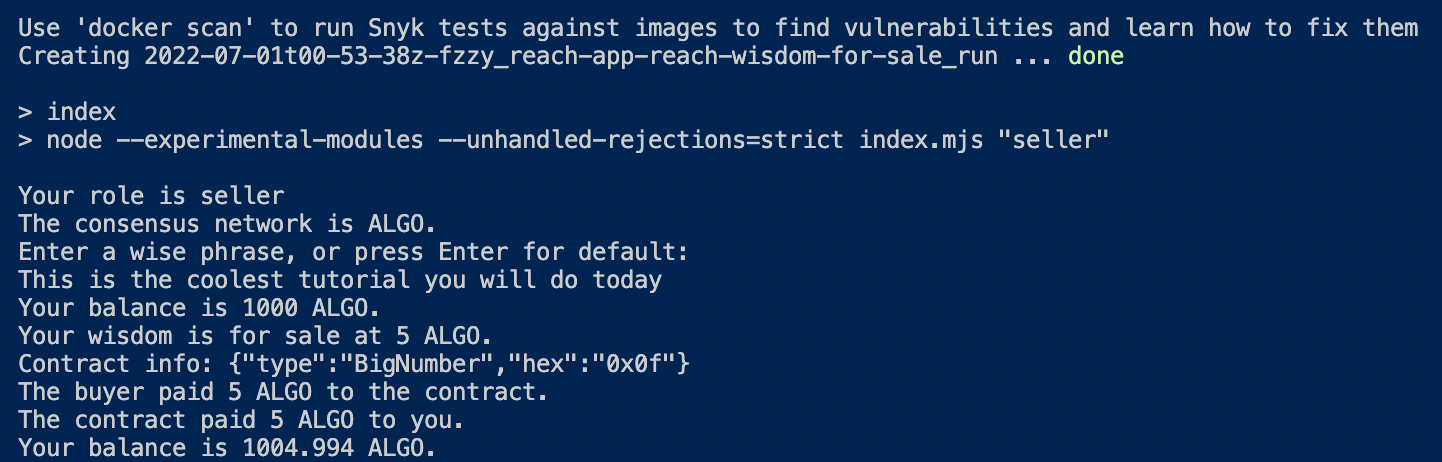 Use 'docker scan' to run Snyk tests against images to find vulnerabilities and learn how to fix them
Creating 2022-07-01t00-53-38z-fzzy_reach-app-reach-wisdom-for-sale_run ... done
> index
> node --experimental-modules --unhandled-rejections=strict index.mjs "seller"
Your role is seller
The consensus network is ALGO.
Enter a wise phrase, or press Enter for default:
This is the coolest tutorial you will do today
Your balance is 1000 ALGO.
Your wisdom is for sale at 5 ALGO.
Contract info: {"type":"BigNumber","hex":"0x0f"}
The buyer paid 5 ALGO to the contract.
The contract paid 5 ALGO to you.
Your balance is 1004.994 ALGO.